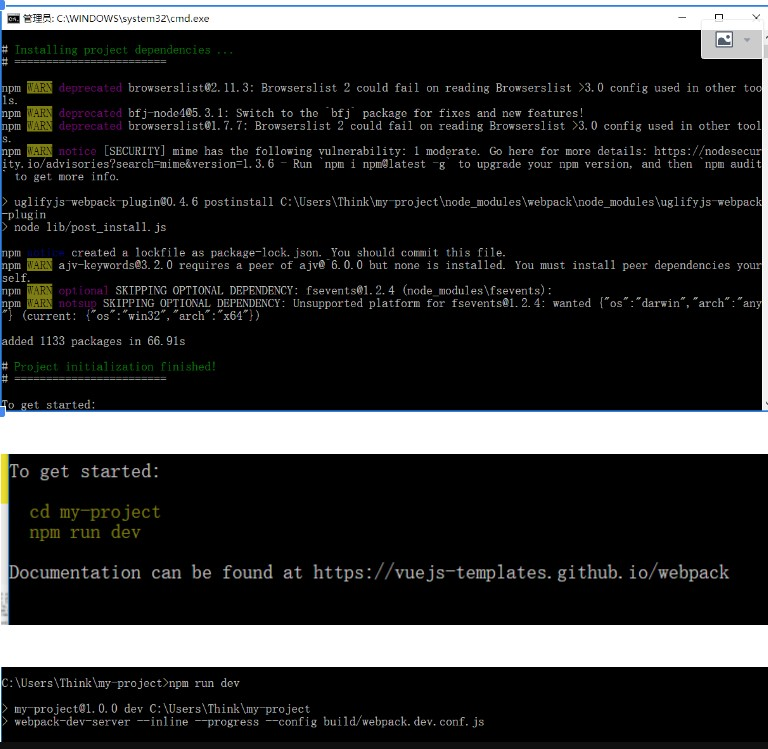 管理员: C:\WINDOWS\system32\cmd.exe
# Installing project dependencies ...
# ========================
npm WARN deprecated browserslist@2.11.3: Browserslist 2 could fail on reading Browserslist >3.0 config used in other too
ls.
npm WARN deprecated bfj-node4@5.3.1: Switch to the `bfj` package for fixes and new features!
npm WARN deprecated browserslist@1.7.7: Browserslist 2 could fail on reading Browserslist >3.0 config used in other tool
s.
npm WARN notice [SECURITY] mime has the following vulnerability: 1 moderate. Go here for more details: https://nodesecur
ity.io/advisories?search=mime&version=1.3.6 - Run `npm i npm@latest -g` to upgrade your npm version, and then `npm audit
` to get more info.
> uglifyjs-webpack-plugin@0.4.6 postinstall C:\Users\Think\my-project\node_modules\webpack\node_modules\uglifyjs-webpack
-plugin
> node lib/post_install.js
npm notice created a lockfile as package-lock.json. You should commit this file.
npm WARN ajv-keywords@3.2.0 requires a peer of ajv@^6.0.0 but none is installed. You must install peer dependencies your
self.
npm WARN optional SKIPPING OPTIONAL DEPENDENCY: fsevents@1.2.4 (node_modules\fsevents):
npm WARN notsup SKIPPING OPTIONAL DEPENDENCY: Unsupported platform for fsevents@1.2.4: wanted {"os":"darwin","arch":"any
"} (current: {"os":"win32","arch":"x64"})
added 1133 packages in 66.91s
# Project initialization finished!
# ========================
To get started:
To get started:
cd my-project
npm run dev
Documentation can be found at https://vuejs-templates.github.io/webpack
C:\Users\Think\my-project>npm run dev
> my-project@1.0.0 dev C:\Users\Think\my-project
> webpack-dev-server --inline --progress --config build/webpack.dev.conf.js